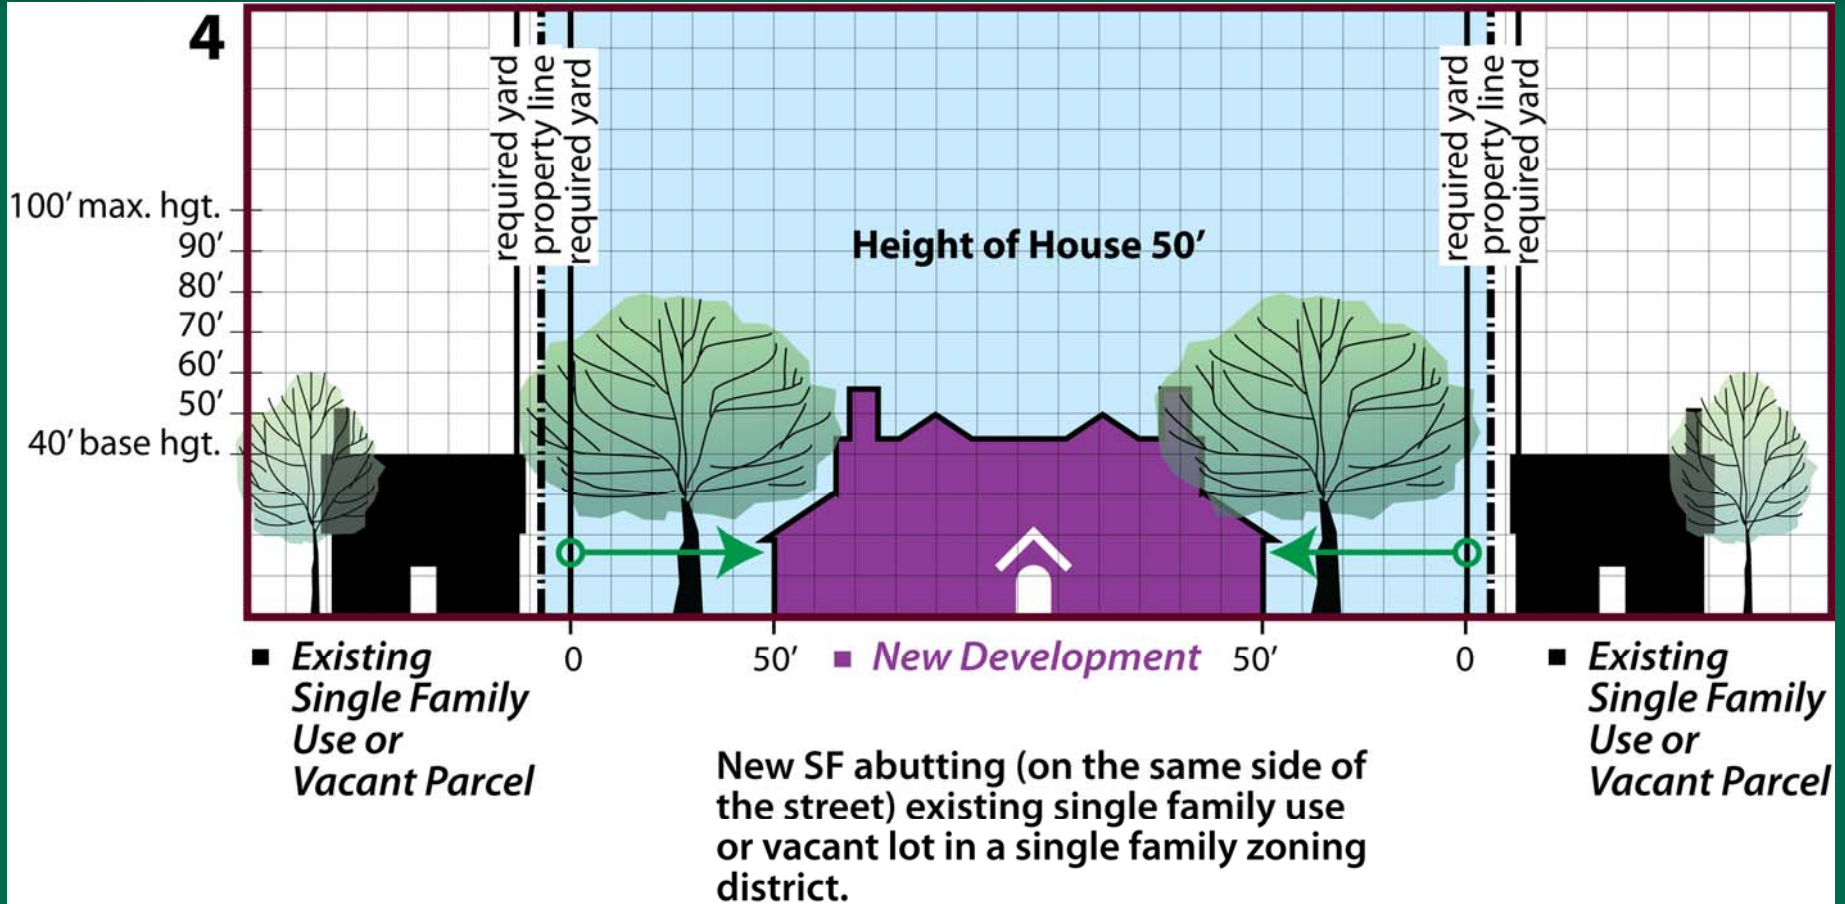 4
required yard
property line
required yard
required yard
property line
required yard
100′ max. hgt.
90′
80′
70′
60′
50′
40′ base hgt.
Height of House 50′
0
50′
New Development
50′
0
Existing
Single Family
Use or
Vacant Parcel
Existing
Single Family
Use or
Vacant Parcel
New SF abutting (on the same side of
the street) existing single family use
or vacant lot in a single family zoning
district.